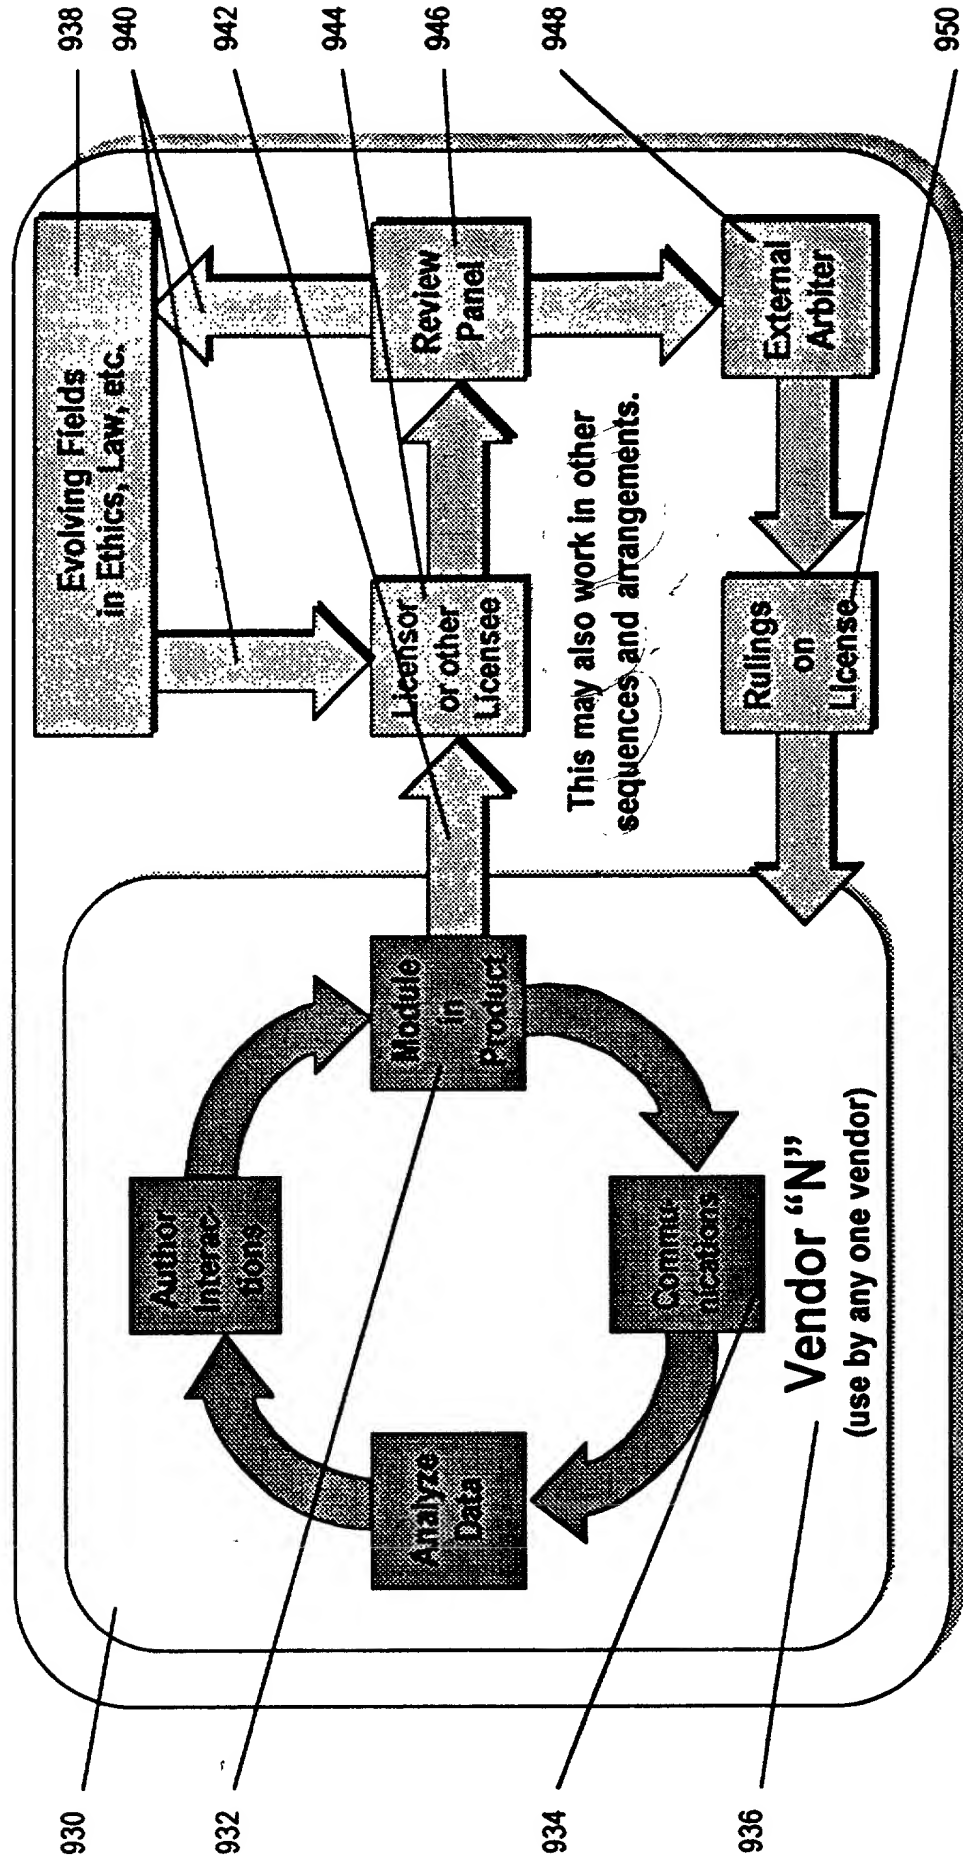 938
940
942
944
946
948
950
Evolving Fields
in Ethics, Law, etc.
Licensor
or other
Licensee
Review
Panel
External
Arbiter
Rulings
on
License
This may also work in other
sequences and arrangements.
Author
Interac-
tions
Module
in
Product
Commu-
nications
Analyze
Data
Vendor “N”
(use by any one vendor)
930
932
934
936